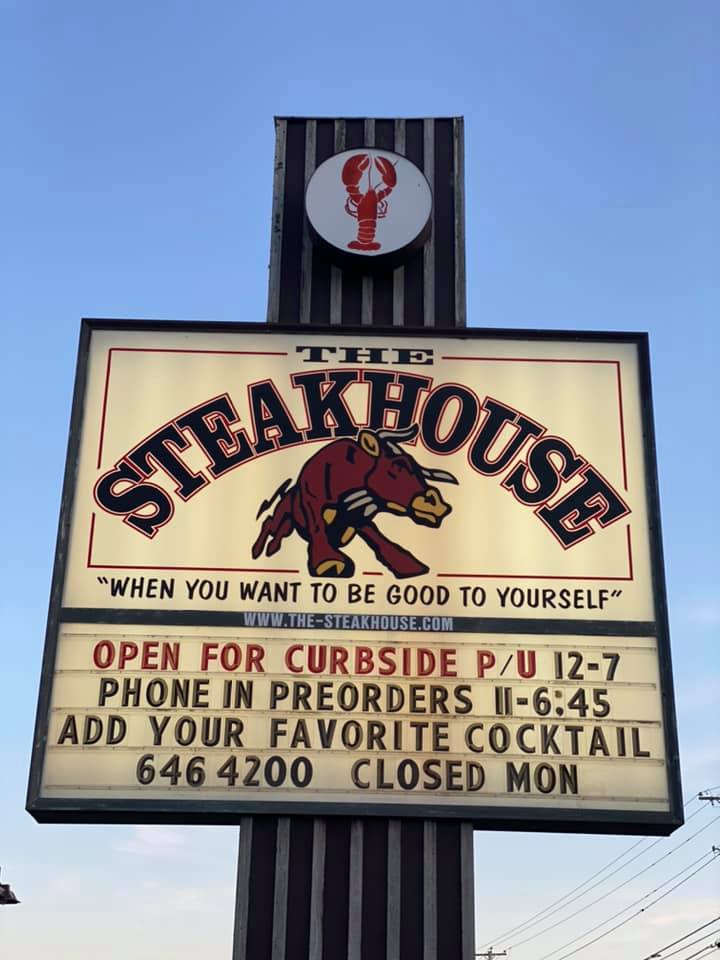 THE
STEAKHOUSE
"WHEN YOU WANT TO BE GOOD TO YOURSELF"
WWW.THE-STEAKHOUSE.COM
OPEN FOR CURBSIDE P/U 12-7
PHONE IN PREORDERS 11-6:45
ADD YOUR FAVORITE COCKTAIL
646 4200 CLOSED MON